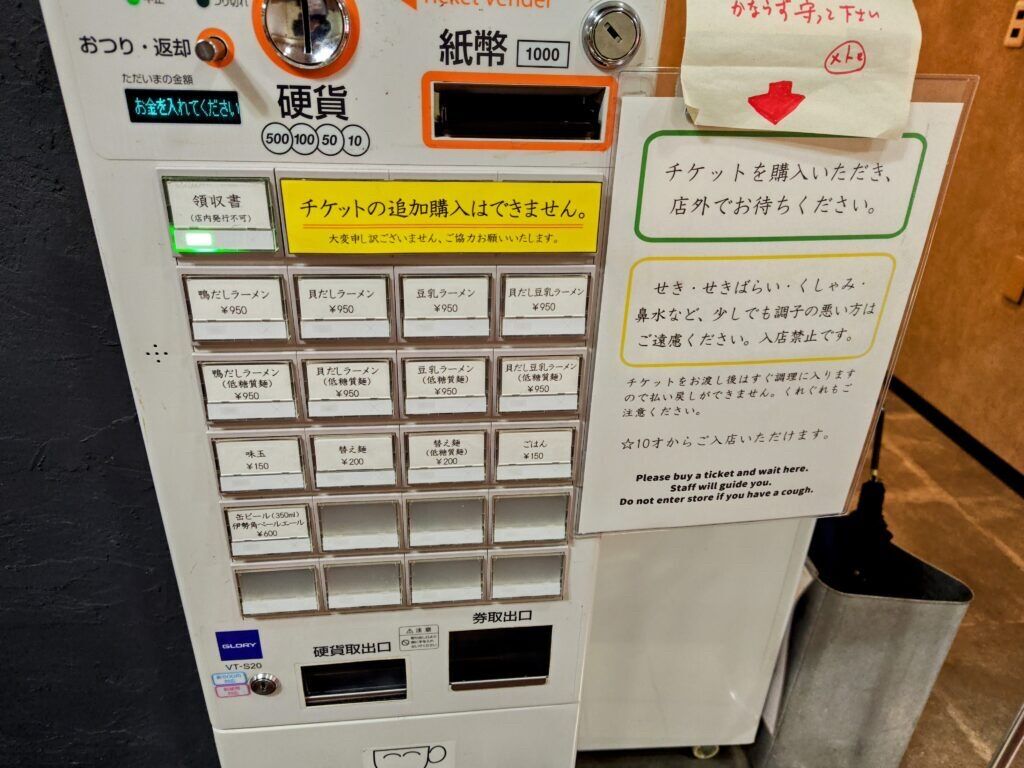 中止
つり切れ
Ticket Vender
おつり・返却
ただいまの金額
お金を入れてください
硬貨
500 100 50 10
紙幣 1000
かならず守って下さい
メトセ
領収書
(店内発行不可)
チケットの追加購入はできません。
大変申し訳ございません、ご協力お願いいたします。
鴨だしラーメン
¥950
貝だしラーメン
¥950
豆乳ラーメン
¥950
貝だし豆乳ラーメン
¥950
鴨だしラーメン
(低糖質麺)
¥950
貝だしラーメン
(低糖質麺)
¥950
豆乳ラーメン
(低糖質麺)
¥950
貝だし豆乳ラーメン
(低糖質麺)
¥950
味玉
¥150
替え麺
¥200
替え麺
(低糖質麺)
¥200
ごはん
¥150
缶ビール(350ml)
伊勢角ペールエール
¥600
GLORY
VT-S20
硬貨取出口
注意
券取出口
チケットを購入いただき、
店外でお待ちください。
せき・せきばらい・くしゃみ・
鼻水など、少しでも調子の悪い方は
ご遠慮ください。入店禁止です。
チケットをお渡し後はすぐ調理に入ります
ので払い戻しができません。くれぐれもご
注意ください。
☆10才からご入店いただけます。
Please buy a ticket and wait here.
Staff will guide you.
Do not enter store if you have a cough.